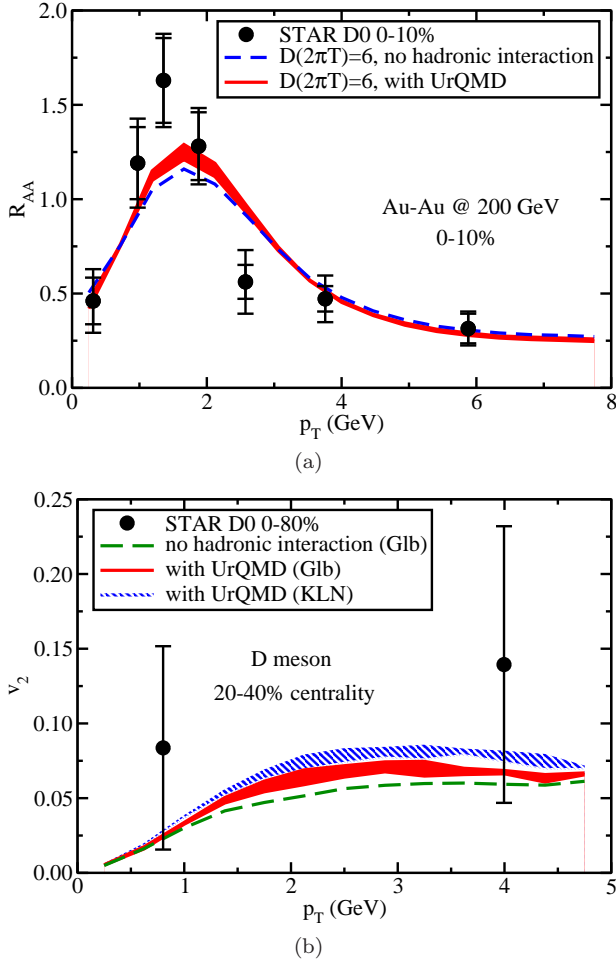 STAR D0 0-10%
D(2πT)=6, no hadronic interaction
D(2πT)=6, with UrQMD
2.0
1.5
1.0
0.5
0.0
R_AA
Au-Au @ 200 GeV
0-10%
0 2 4 6 8
p_T (GeV)
(a)
0.25
0.20
0.15
0.10
0.05
0.00
v_2
STAR D0 0-80%
no hadronic interaction (Glb)
with UrQMD (Glb)
with UrQMD (KLN)
D meson
20-40% centrality
0 1 2 3 4 5
p_T (GeV)
(b)